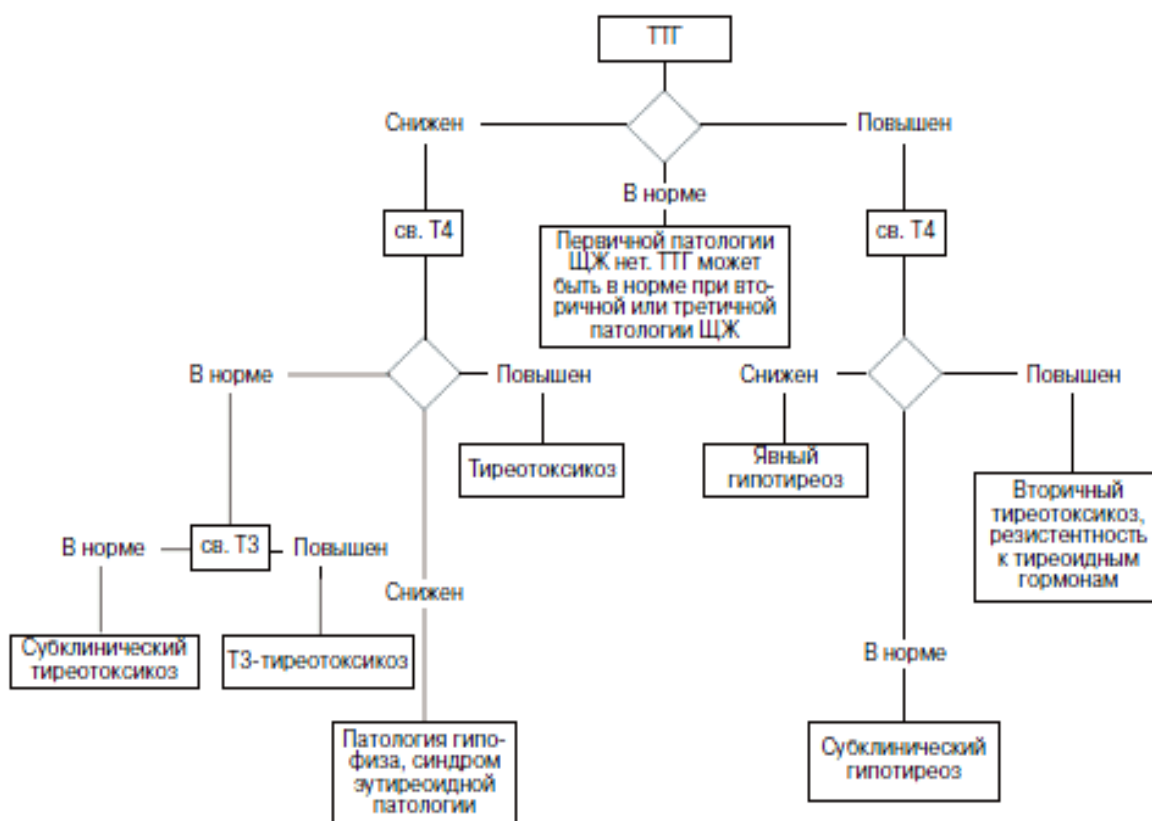 ТТГ
Снижен
Повышен
В норме
св. Т4
св. Т4
Первичной патологии
ЩЖ нет. ТТГ может
быть в норме при вто-
ричной или третичной
патологии ЩЖ
В норме
Повышен
Снижен
Повышен
Тиреотоксикоз
Явный
гипотиреоз
Вторичный
тиреотоксикоз,
резистентность
к тиреоидным
гормонам
В норме
св. Т3
Повышен
Снижен
Субклинический
тиреотоксикоз
Т3-тиреотоксикоз
В норме
Патология гипо-
физа, синдром
эутиреоидной
патологии
Субклинический
гипотиреоз